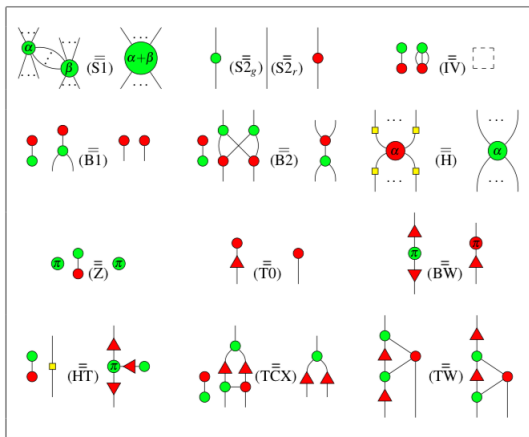 α β ... (S1) α+β (S2g) (S2r) (IV)
(B1) (B2) α (H) α
π (Z) π (T0) π (BW) π
(HT) π (TCX) (TW)